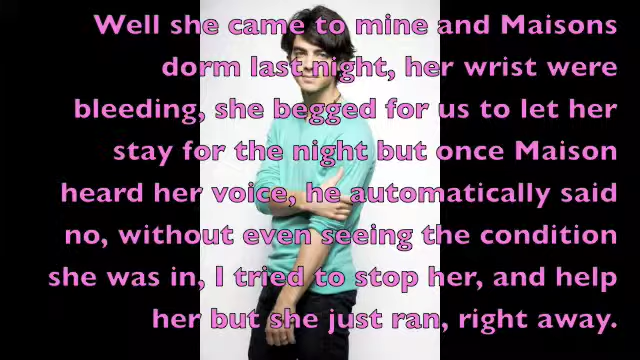 Well she came to mine and Maisons
dorm last night, her wrist were
bleeding, she begged for us to let her
stay for the night but once Maison
heard her voice, he automatically said
no, without even seeing the condition
she was in, I tried to stop her, and help
her but she just ran, right away.